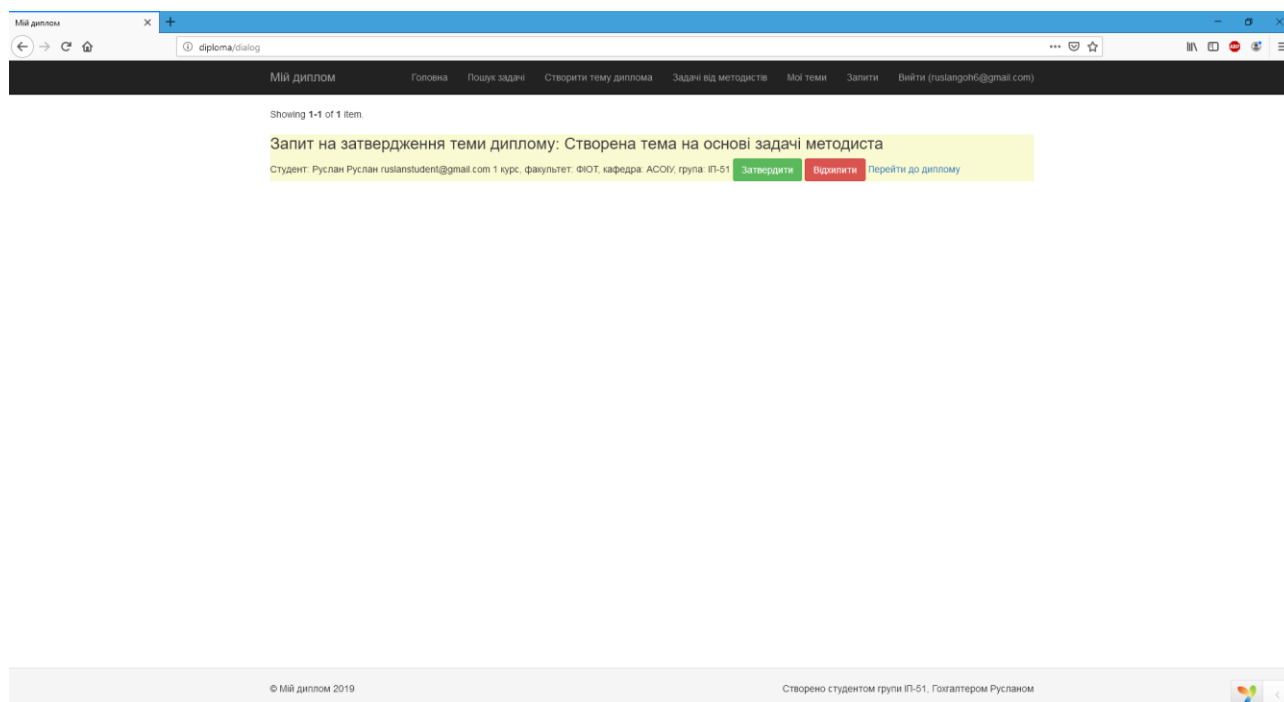 Мій диплом
diploma/dialog
Мій диплом Головна Пошук задачі Створити тему диплома Задачі від методистів Мої теми Запити Вийти (ruslangoh6@gmail.com)
Showing 1-1 of 1 item.
Запит на затвердження теми диплому: Створена тема на основі задачі методиста
Студент: Руслан Руслан ruslanstudent@gmail.com 1 курс, факультет: ФІОТ, кафедра: АСОІУ, група: ІП-51 Затвердити Відхилити Перейти до диплому
© Мій диплом 2019 Створено студентом групи ІП-51, Гохгалтером Русланом